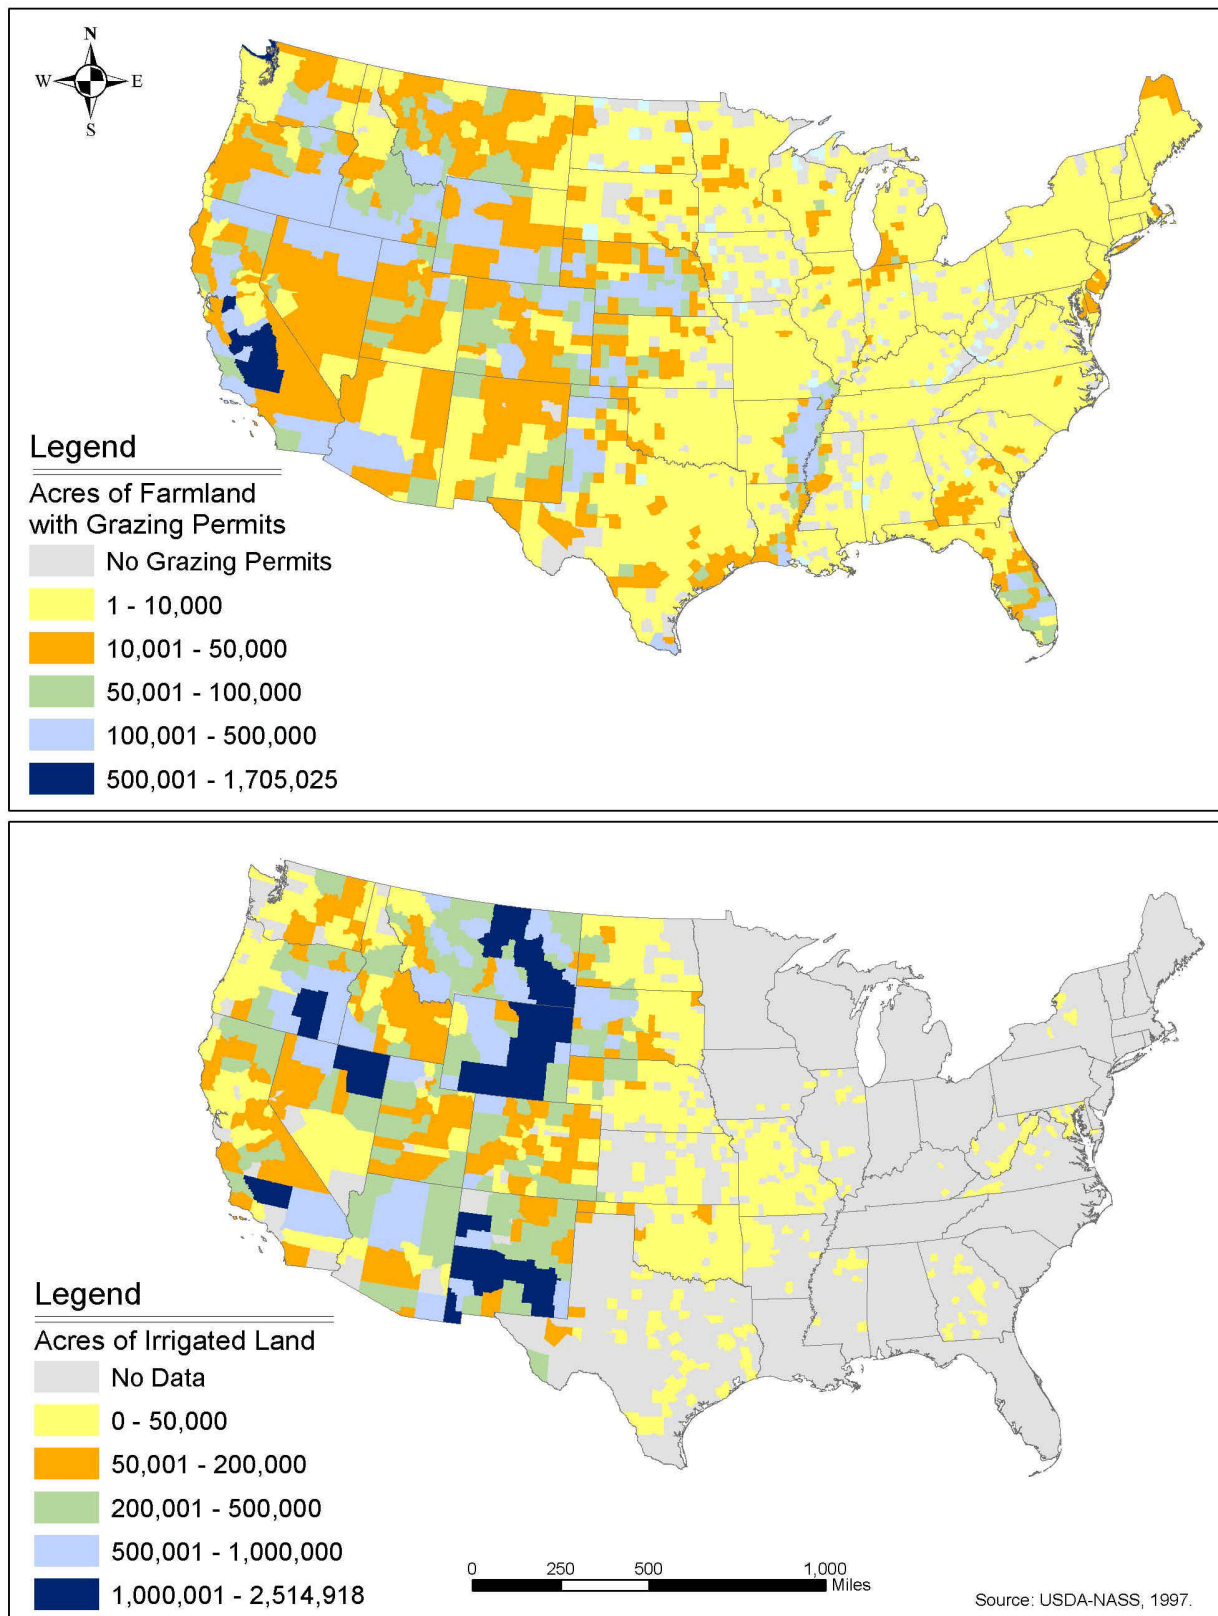 N
W E
S
Legend
Acres of Farmland
with Grazing Permits
No Grazing Permits
1 - 10,000
10,001 - 50,000
50,001 - 100,000
100,001 - 500,000
500,001 - 1,705,025
Legend
Acres of Irrigated Land
No Data
0 - 50,000
50,001 - 200,000
200,001 - 500,000
500,001 - 1,000,000
1,000,001 - 2,514,918
0 250 500 1,000
Miles
Source: USDA-NASS, 1997.